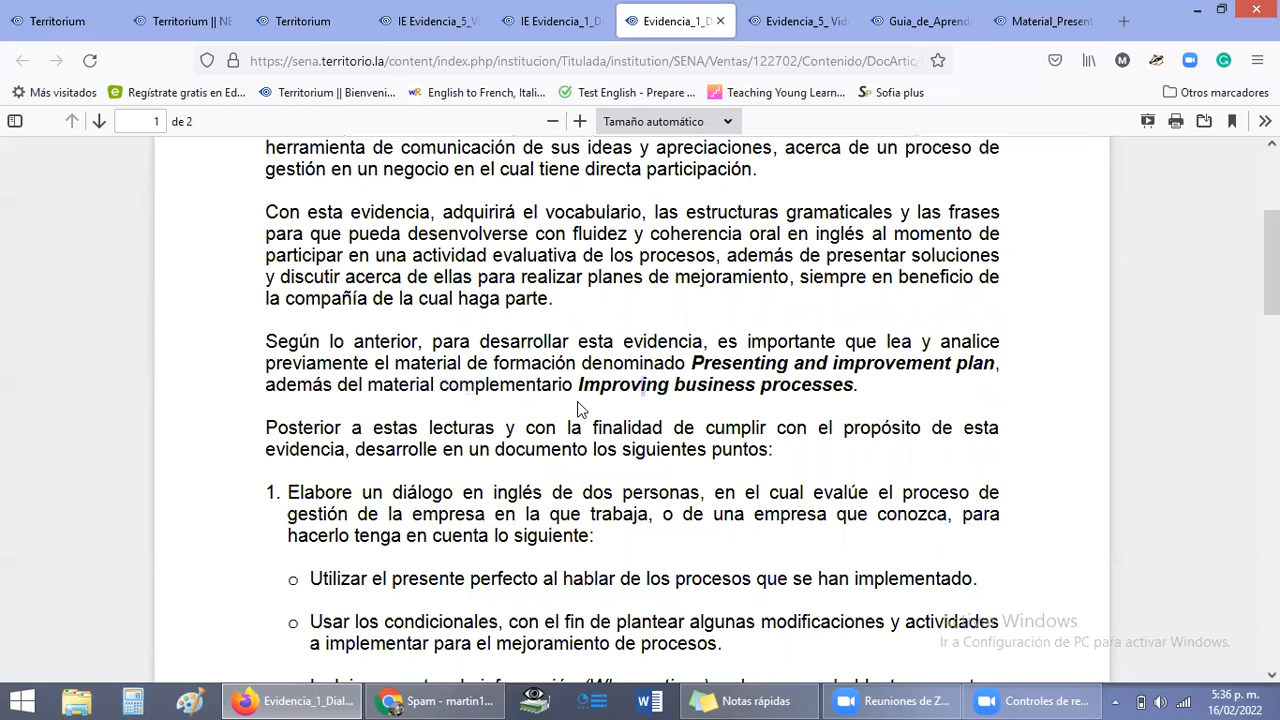 Territorium
Territorium || NE
Territorium
IE Evidencia_5_Vi
IE Evidencia_1_Di
Evidencia_1_D
Evidencia_5_ Vide
Guia_de_Aprende
Material_Present
https://sena.territorio.la/content/index.php/institucion/Titulada/institution/SENA/Ventas/122702/Contenido/DocArtic/
Más visitados
Regístrate gratis en Ed...
Territorium || Bienveni...
English to French, Itali...
Test English - Prepare ...
Teaching Young Learn...
Sofia plus
Otros marcadores
1 de 2
Tamaño automático
herramienta de comunicación de sus ideas y apreciaciones, acerca de un proceso de
gestión en un negocio en el cual tiene directa participación.
Con esta evidencia, adquirirá el vocabulario, las estructuras gramaticales y las frases
para que pueda desenvolverse con fluidez y coherencia oral en inglés al momento de
participar en una actividad evaluativa de los procesos, además de presentar soluciones
y discutir acerca de ellas para realizar planes de mejoramiento, siempre en beneficio de
la compañía de la cual haga parte.
Según lo anterior, para desarrollar esta evidencia, es importante que lea y analice
previamente el material de formación denominado Presenting and improvement plan,
además del material complementario Improving business processes.
Posterior a estas lecturas y con la finalidad de cumplir con el propósito de esta
evidencia, desarrolle en un documento los siguientes puntos:
1. Elabore un diálogo en inglés de dos personas, en el cual evalúe el proceso de
gestión de la empresa en la que trabaja, o de una empresa que conozca, para
hacerlo tenga en cuenta lo siguiente:
o Utilizar el presente perfecto al hablar de los procesos que se han implementado.
o Usar los condicionales, con el fin de plantear algunas modificaciones y actividades
a implementar para el mejoramiento de procesos.
Activar Windows
Ir a Configuración de PC para activar Windows.
Evidencia_1_Dial...
Spam - martin1...
Notas rápidas
Reuniones de Z...
Controles de re...
5:36 p. m.
16/02/2022